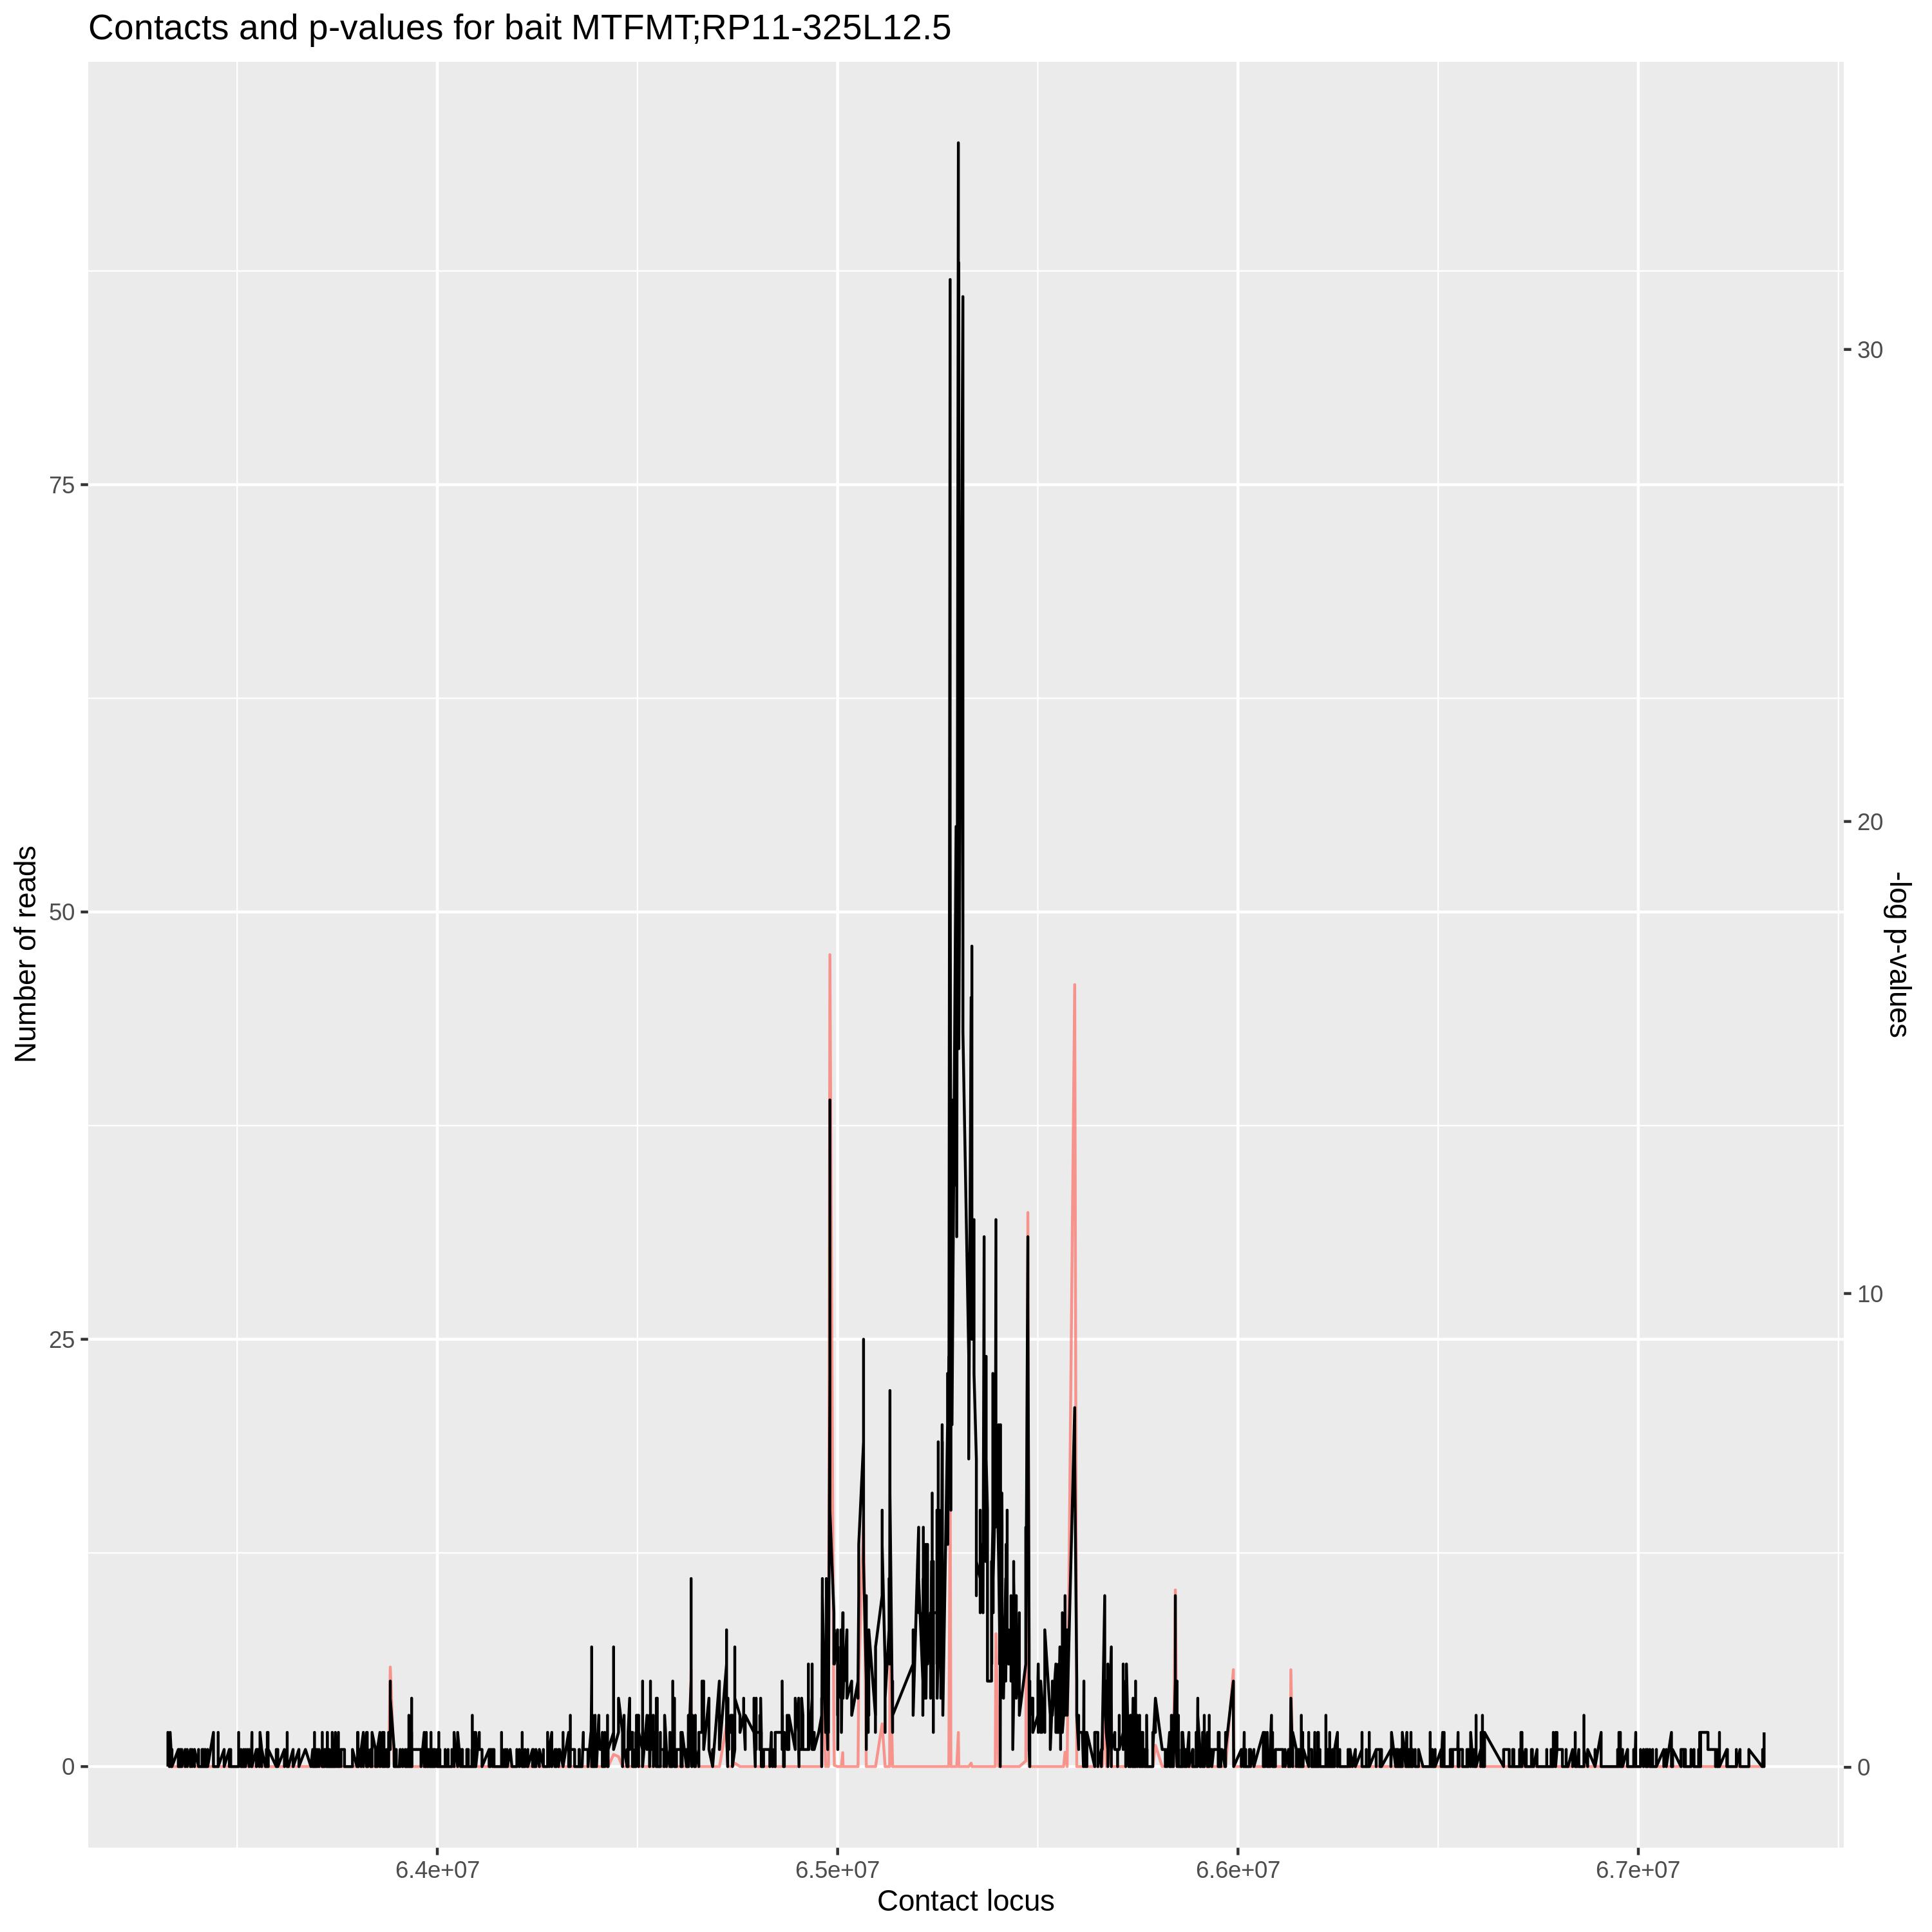 Contacts and p-values for bait MTFMT;RP11-325L12.5
Number of reads
75
50
25
0
30
20
10
0
-log p-values
6.4e+07
6.5e+07
6.6e+07
6.7e+07
Contact locus